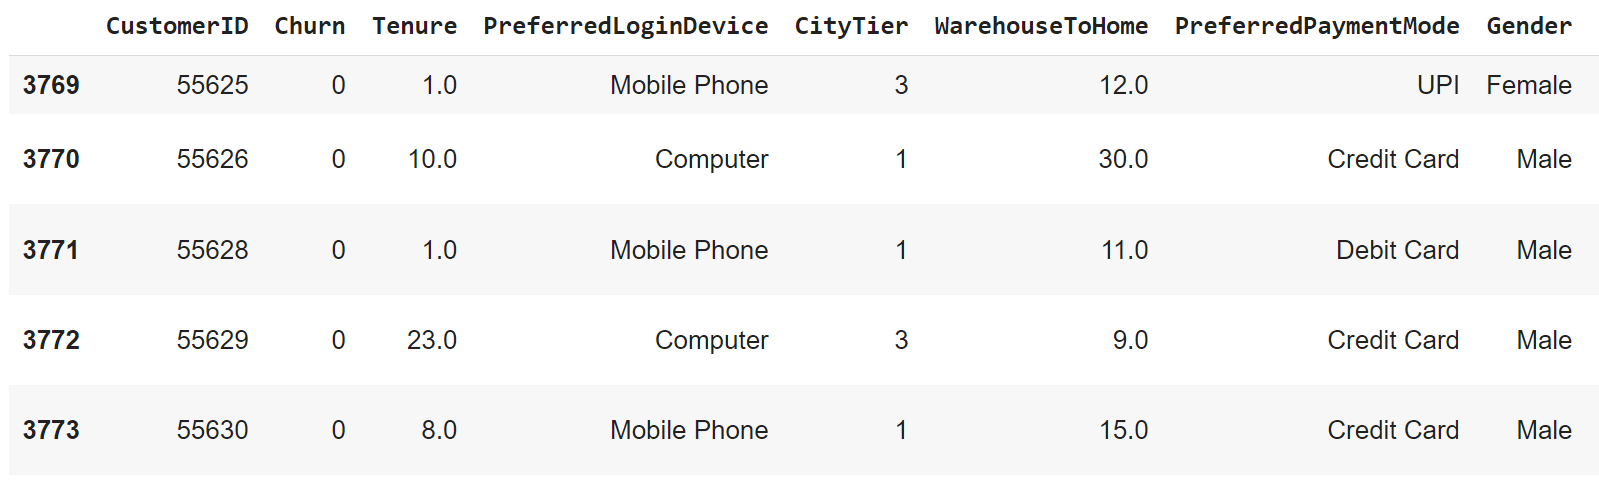 CustomerID Churn Tenure PreferredLoginDevice CityTier WarehouseToHome PreferredPaymentMode Gender
3769 55625 0 1.0 Mobile Phone 3 12.0 UPI Female
3770 55626 0 10.0 Computer 1 30.0 Credit Card Male
3771 55628 0 1.0 Mobile Phone 1 11.0 Debit Card Male
3772 55629 0 23.0 Computer 3 9.0 Credit Card Male
3773 55630 0 8.0 Mobile Phone 1 15.0 Credit Card Male